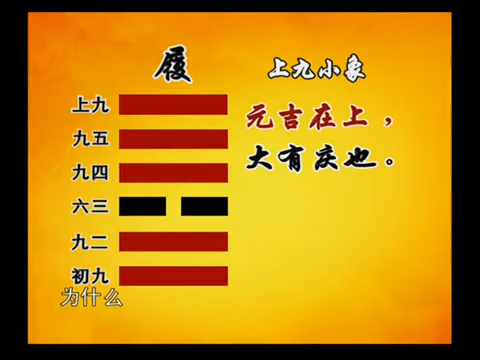 履
上九小象
上九
九五
九四
六三
九二
初九
元吉在上，
大有庆也。
为什么